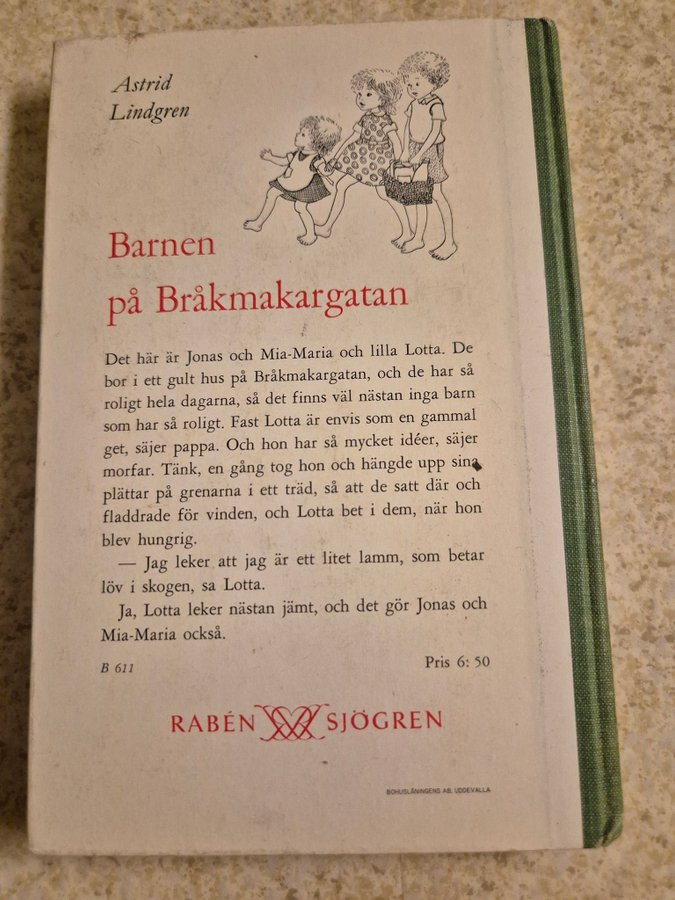 Astrid
Lindgren
Barnen
på Bråkmakargatan
Det här är Jonas och Mia-Maria och lilla Lotta. De
bor i ett gult hus på Bråkmakargatan, och de har så
roligt hela dagarna, så det finns väl nästan inga barn
som har så roligt. Fast Lotta är envis som en gammal
get, säjer pappa. Och hon har så mycket idéer, säjer
morfar. Tänk, en gång tog hon och hängde upp sina
plättar på grenarna i ett träd, så att de satt där och
fladdrade för vinden, och Lotta bet i dem, när hon
blev hungrig.
— Jag leker att jag är ett litet lamm, som betar
löv i skogen, sa Lotta.
Ja, Lotta leker nästan jämt, och det gör Jonas och
Mia-Maria också.
B 611 Pris 6: 50
RABÉN SJÖGREN
BOHUSLÄNINGENS AB, UDDEVALLA